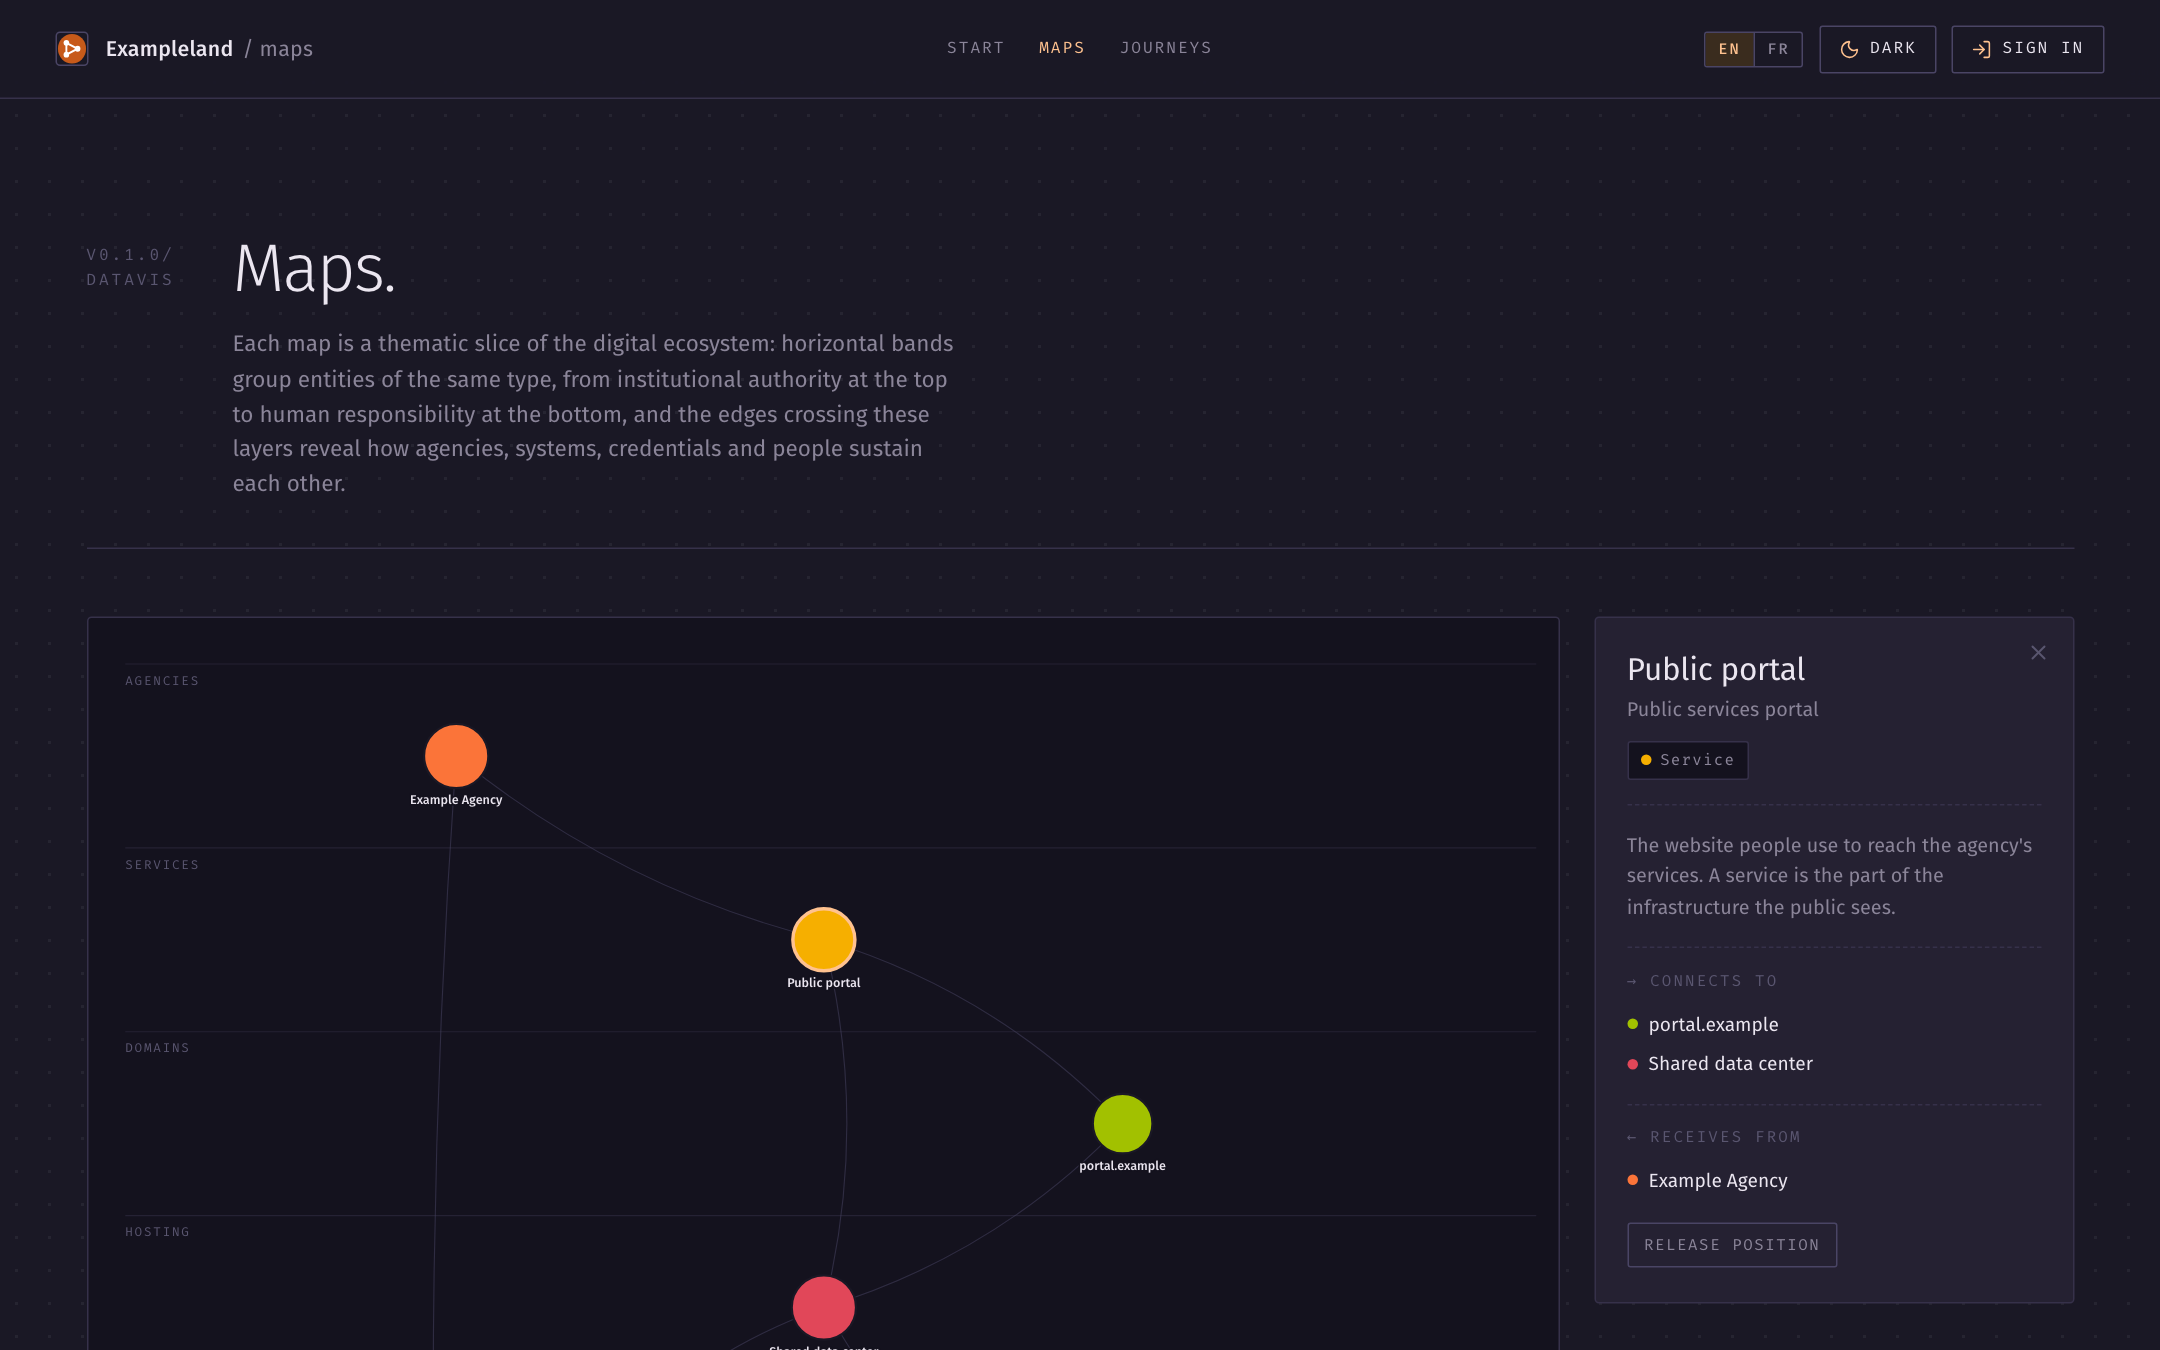 Exampleland / maps
START MAPS JOURNEYS
EN FR
DARK
SIGN IN
V0.1.0/
DATAVIS
Maps.
Each map is a thematic slice of the digital ecosystem: horizontal bands
group entities of the same type, from institutional authority at the top
to human responsibility at the bottom, and the edges crossing these
layers reveal how agencies, systems, credentials and people sustain
each other.
AGENCIES
Example Agency
SERVICES
Public portal
DOMAINS
portal.example
HOSTING
Shared data center
Public portal
Public services portal
Service
The website people use to reach the agency's
services. A service is the part of the
infrastructure the public sees.
→ CONNECTS TO
portal.example
Shared data center
← RECEIVES FROM
Example Agency
RELEASE POSITION